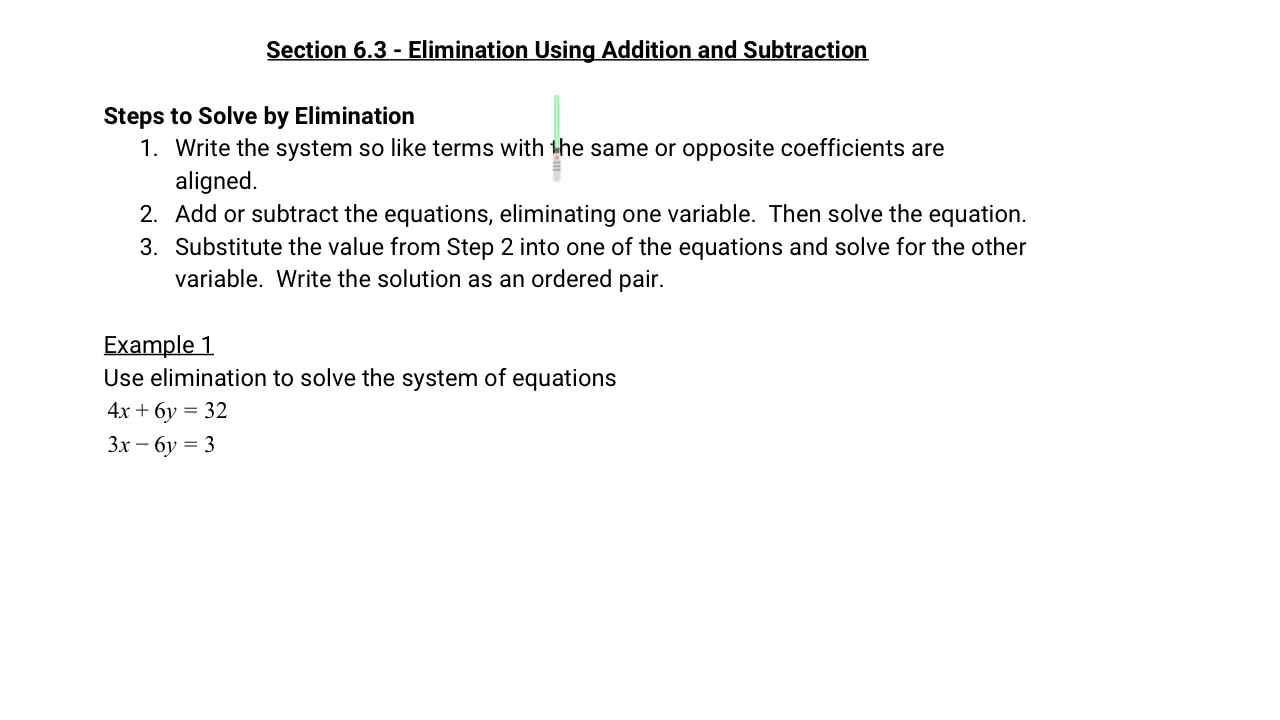 Section 6.3 - Elimination Using Addition and Subtraction
Steps to Solve by Elimination
1. Write the system so like terms with the same or opposite coefficients are
aligned.
2. Add or subtract the equations, eliminating one variable. Then solve the equation.
3. Substitute the value from Step 2 into one of the equations and solve for the other
variable. Write the solution as an ordered pair.
Example 1
Use elimination to solve the system of equations
4x + 6y = 32
3x − 6y = 3